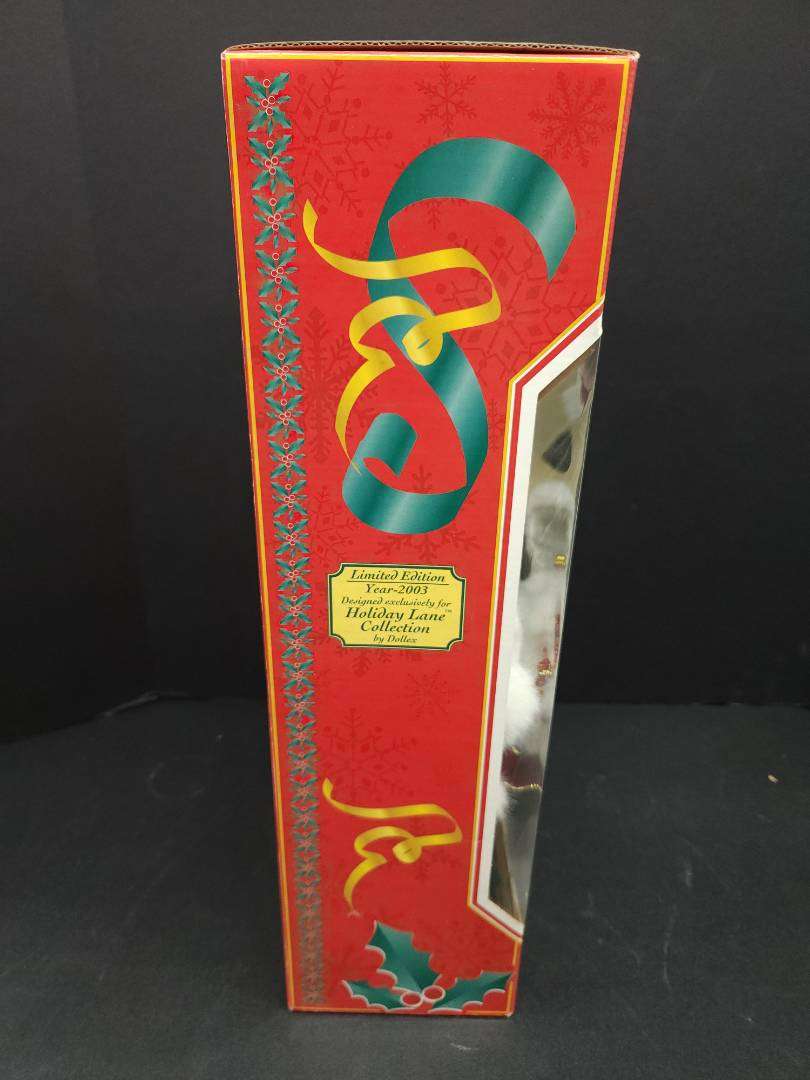 Limited Edition
Year-2003
Designed exclusively for
Holiday Lane™
Collection
by Dollex